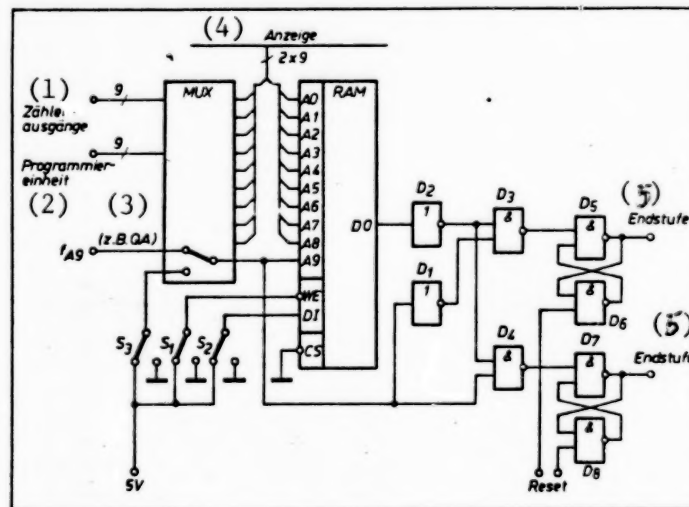 (4) Anzeige
2x9
(1)
9
MUX
RAM
Zähler
ausgänge
A0
A1
A2
A3
A4
A5
A6
A7
A8
A9
9
Programmier-
einheit
(2)
(3)
fA9
(z.B. QA)
DO
D2
1
D3
&
D5
&
(5)
Endstufe
D1
1
WE
DI
CS
S3
S1
S2
&
D6
D4
&
D7
&
(5)
Endstufe
&
D8
5V
Reset